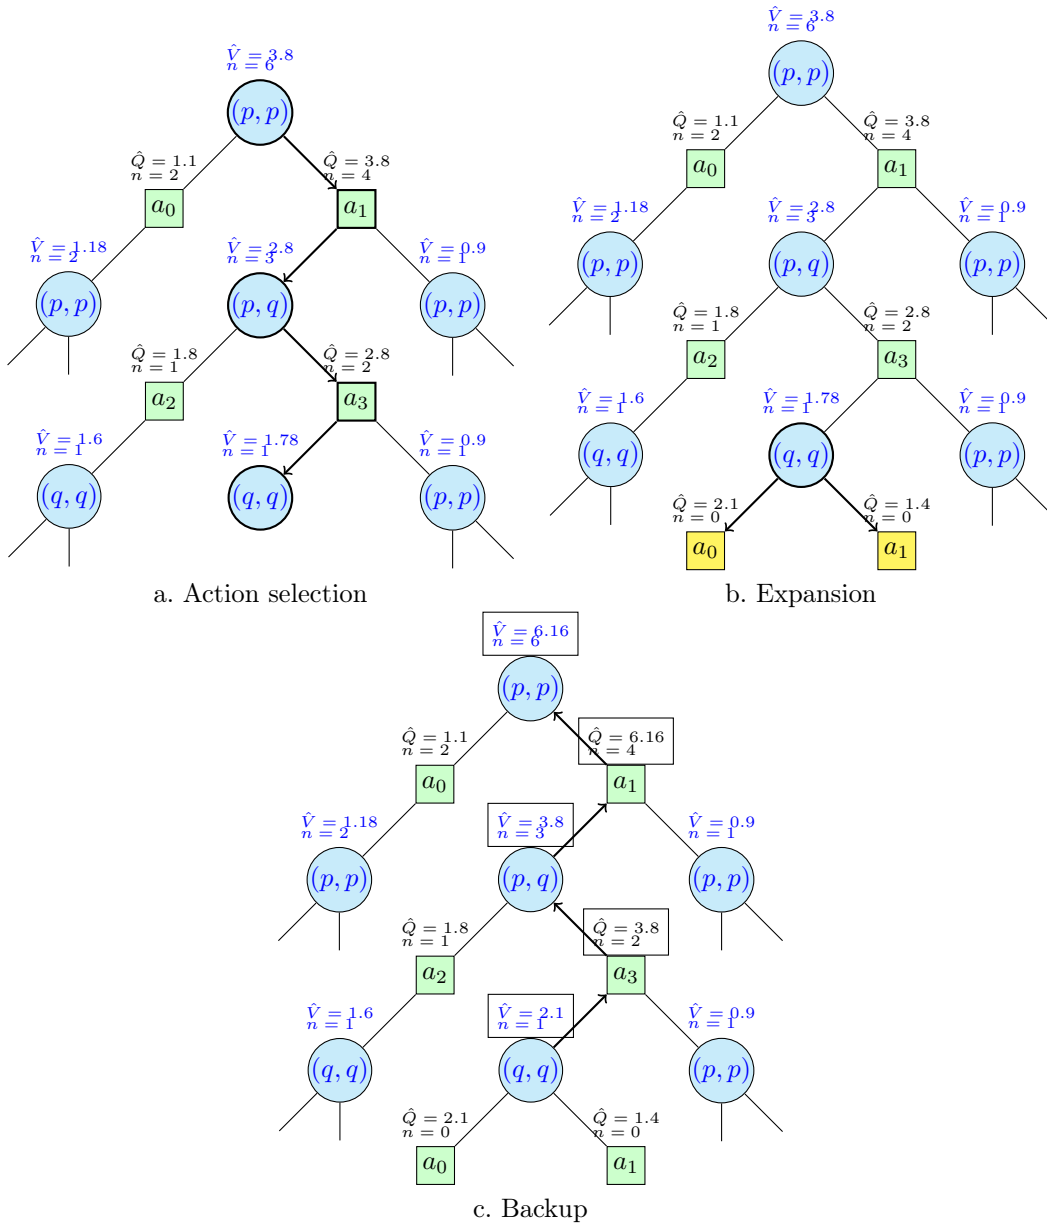 V̂ = 3.8
n = 6
(p, p)
Q̂ = 1.1
n = 2
Q̂ = 3.8
n = 4
a₀
a₁
V̂ = 1.18
n = 2
V̂ = 2.8
n = 3
V̂ = 0.9
n = 1
(p, p)
(p, q)
(p, p)
Q̂ = 1.8
n = 1
Q̂ = 2.8
n = 2
a₂
a₃
V̂ = 1.6
n = 1
V̂ = 1.78
n = 1
V̂ = 0.9
n = 1
(q, q)
(q, q)
(p, p)
a. Action selection
V̂ = 3.8
n = 6
(p, p)
Q̂ = 1.1
n = 2
Q̂ = 3.8
n = 4
a₀
a₁
V̂ = 1.18
n = 2
V̂ = 2.8
n = 3
V̂ = 0.9
n = 1
(p, p)
(p, q)
(p, p)
Q̂ = 1.8
n = 1
Q̂ = 2.8
n = 2
a₂
a₃
V̂ = 1.6
n = 1
V̂ = 1.78
n = 1
V̂ = 0.9
n = 1
(q, q)
(q, q)
(p, p)
Q̂ = 2.1
n = 0
Q̂ = 1.4
n = 0
a₀
a₁
b. Expansion
V̂ = 6.16
n = 6
(p, p)
Q̂ = 1.1
n = 2
Q̂ = 6.16
n = 4
a₀
a₁
V̂ = 1.18
n = 2
V̂ = 3.8
n = 3
V̂ = 0.9
n = 1
(p, p)
(p, q)
(p, p)
Q̂ = 1.8
n = 1
Q̂ = 3.8
n = 2
a₂
a₃
V̂ = 1.6
n = 1
V̂ = 2.1
n = 1
V̂ = 0.9
n = 1
(q, q)
(q, q)
(p, p)
Q̂ = 2.1
n = 0
Q̂ = 1.4
n = 0
a₀
a₁
c. Backup